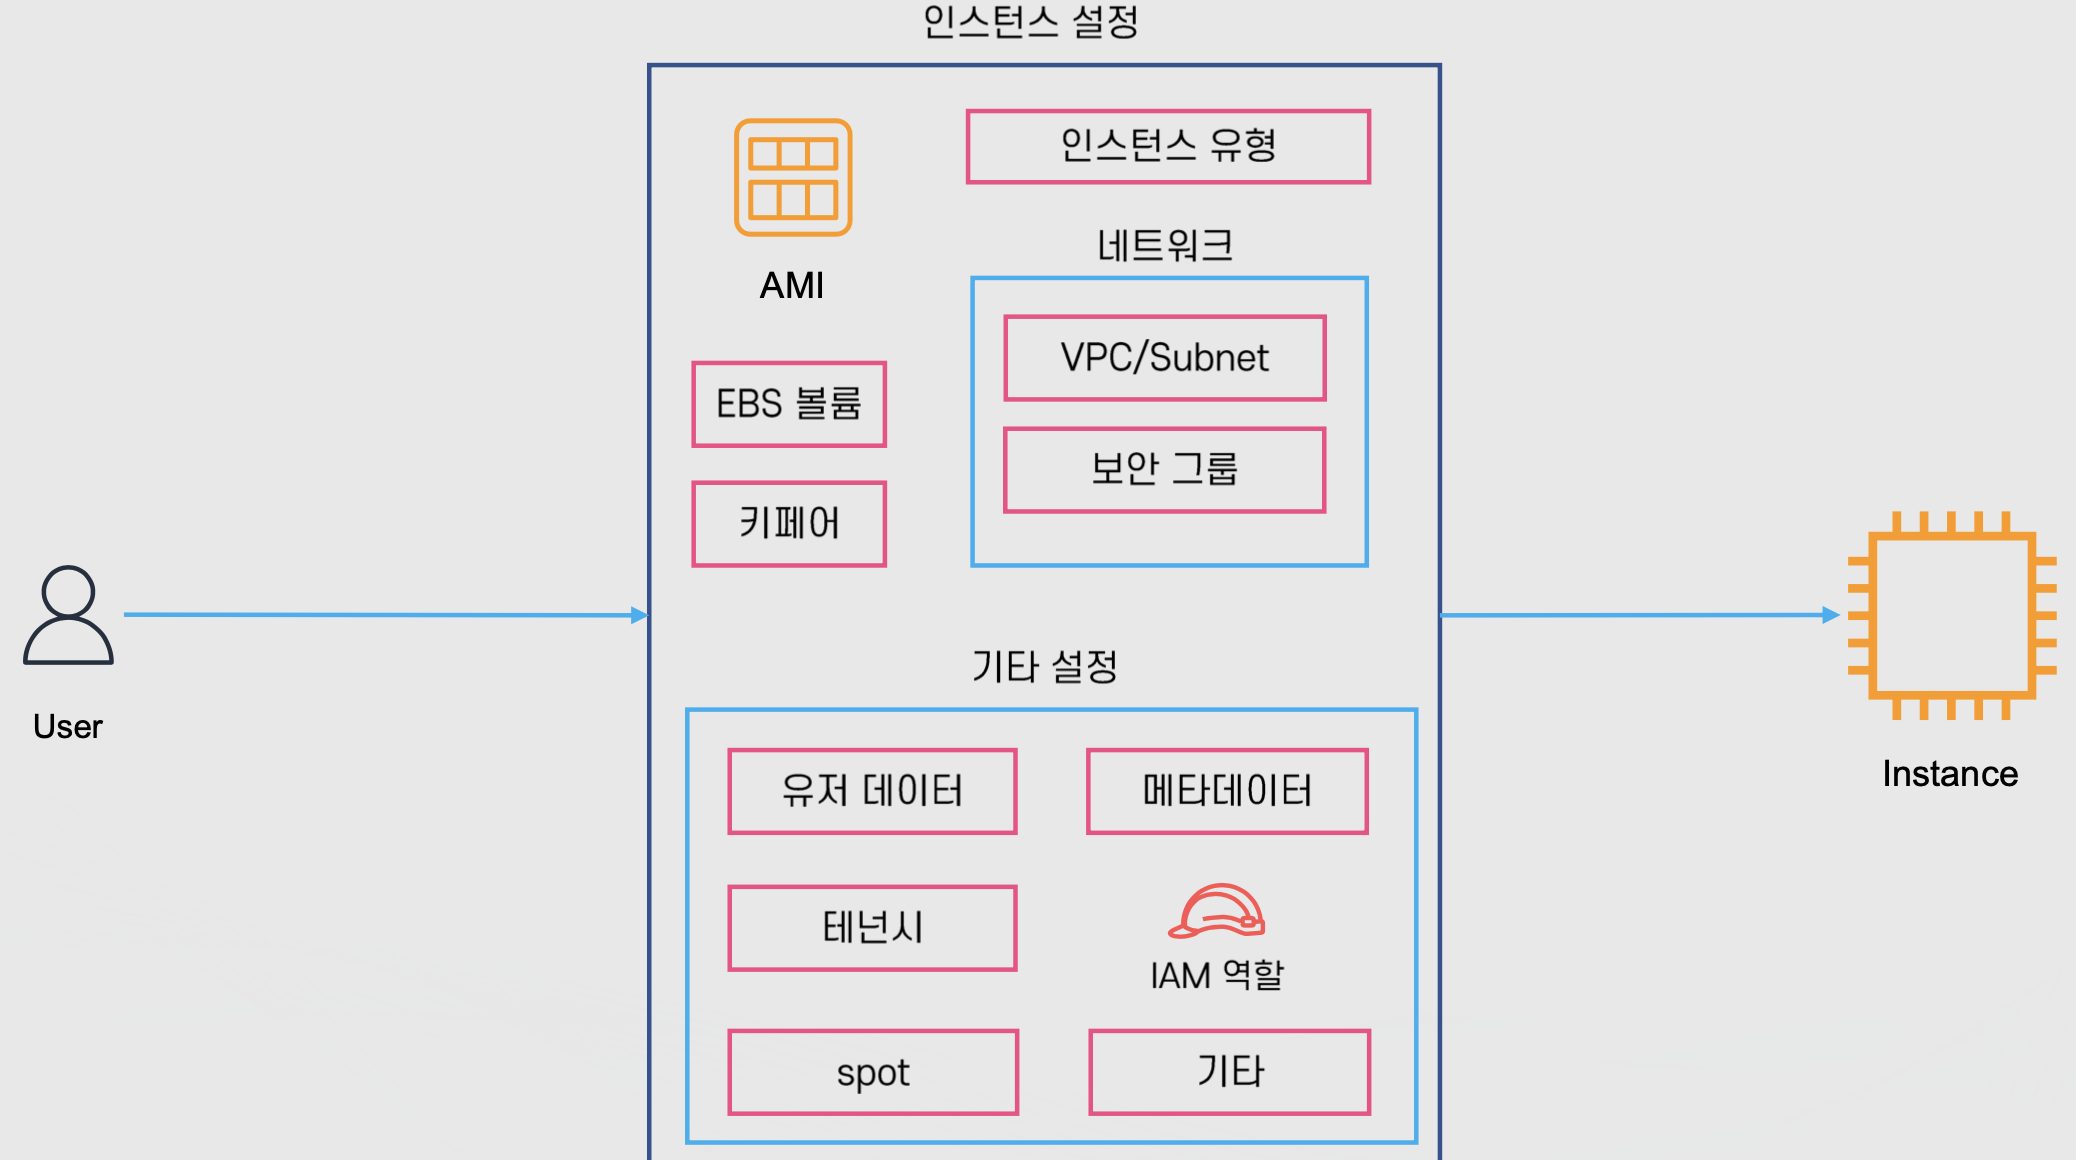 인스턴스 설정
AMI
인스턴스 유형
네트워크
VPC/Subnet
보안 그룹
EBS 볼륨
키페어
User
기타 설정
유저 데이터
메타데이터
테넌시
IAM 역할
spot
기타
Instance